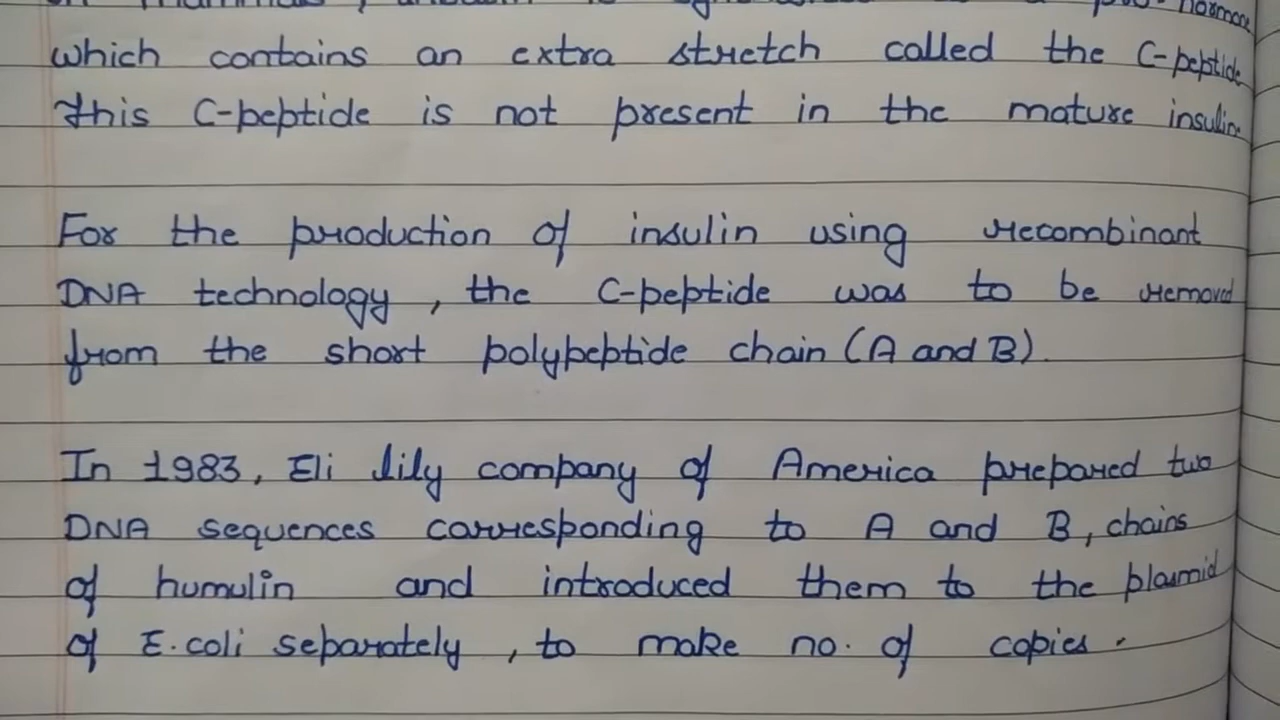 which contains an extra stretch called the C-peptide
This C-peptide is not present in the mature insulin
For the production of insulin using recombinant
DNA technology, the C-peptide was to be removed
from the short polypeptide chain (A and B).
In 1983, Eli lily company of America prepared two
DNA sequences corresponding to A and B, chains
of humulin and introduced them to the plasmid
of E.coli separately, to make no. of copies.